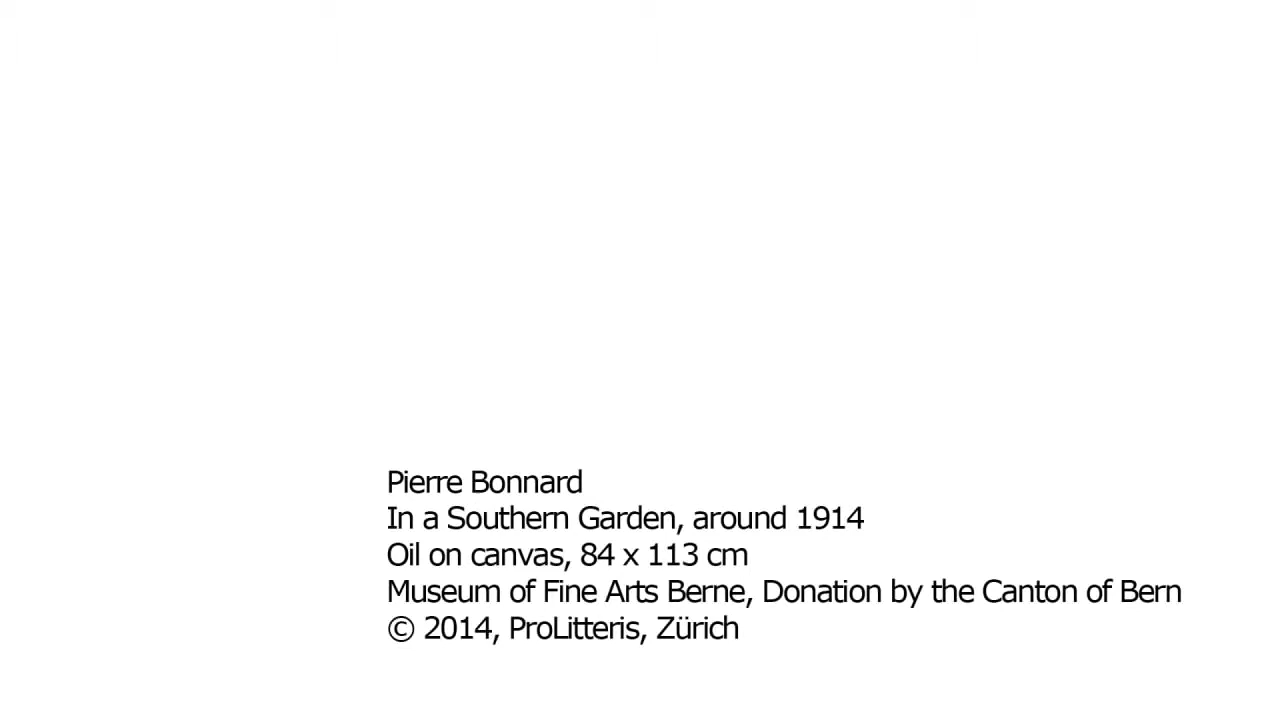 Pierre Bonnard
In a Southern Garden, around 1914
Oil on canvas, 84 x 113 cm
Museum of Fine Arts Berne, Donation by the Canton of Bern
© 2014, ProLitteris, Zürich